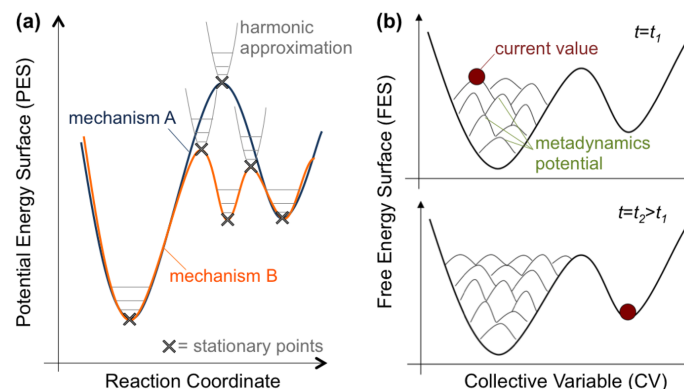 (a)
harmonic
approximation
mechanism A
mechanism B
= stationary points
Potential Energy Surface (PES)
Reaction Coordinate
(b)
current value
t=t₁
metadynamics
potential
t=t₂>t₁
Free Energy Surface (FES)
Collective Variable (CV)